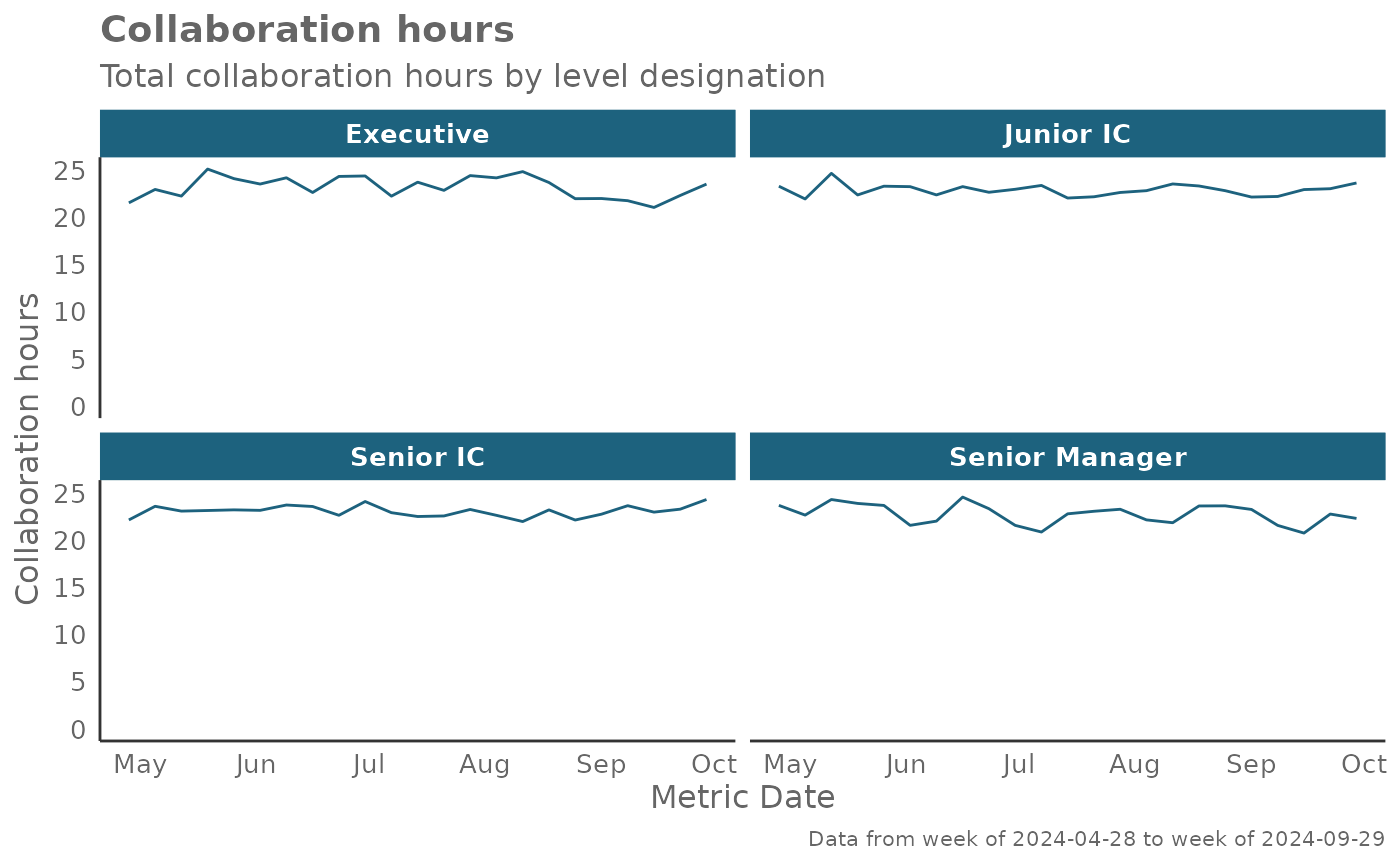 Collaboration hours
Total collaboration hours by level designation
Executive
Junior IC
25
20
15
10
5
0
Senior IC
Senior Manager
25
20
15
10
5
0
Collaboration hours
May Jun Jul Aug Sep Oct
May Jun Jul Aug Sep Oct
Metric Date
Data from week of 2024-04-28 to week of 2024-09-29